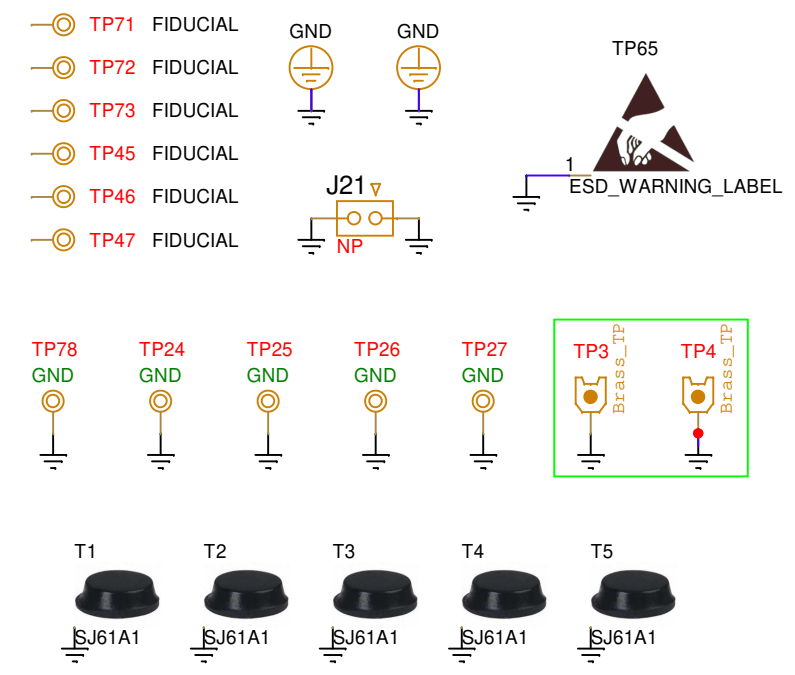 TP71 FIDUCIAL
TP72 FIDUCIAL
TP73 FIDUCIAL
TP45 FIDUCIAL
TP46 FIDUCIAL
TP47 FIDUCIAL
GND GND
TP65
1
ESD_WARNING_LABEL
J21
NP
TP78 TP24 TP25 TP26 TP27
GND GND GND GND GND
TP3 Brass_TP
TP4 Brass_TP
T1 T2 T3 T4 T5
SJ61A1 SJ61A1 SJ61A1 SJ61A1 SJ61A1